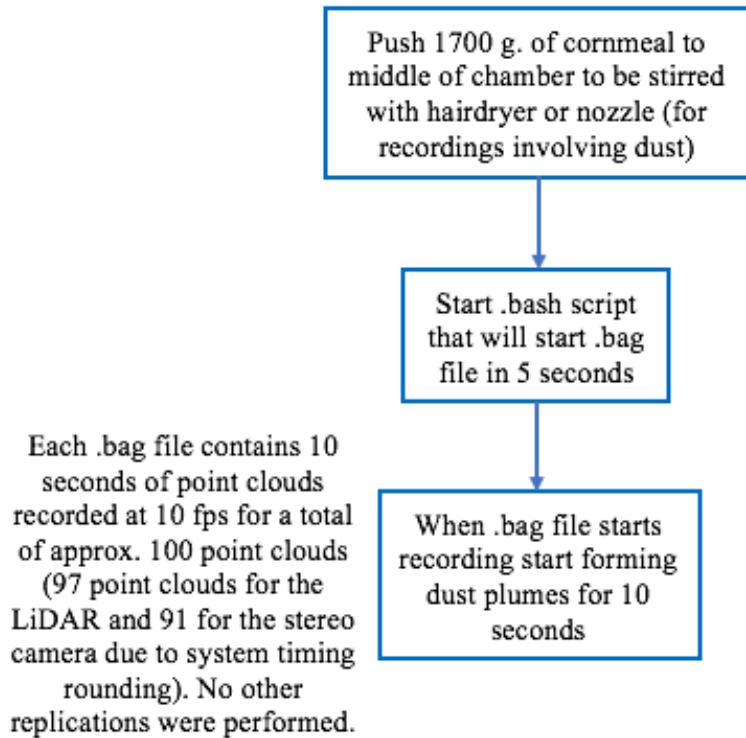 Push 1700 g. of cornmeal to
middle of chamber to be stirred
with hairdryer or nozzle (for
recordings involving dust)
Start .bash script
that will start .bag
file in 5 seconds
Each .bag file contains 10
seconds of point clouds
recorded at 10 fps for a total
of approx. 100 point clouds
(97 point clouds for the
LiDAR and 91 for the stereo
camera due to system timing
rounding). No other
replications were performed.
When .bag file starts
recording start forming
dust plumes for 10
seconds